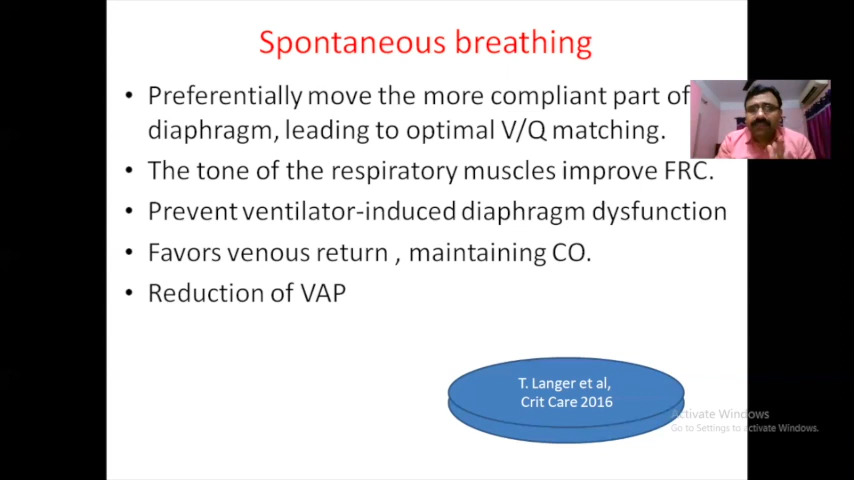 Spontaneous breathing
• Preferentially move the more compliant part of
diaphragm, leading to optimal V/Q matching.
• The tone of the respiratory muscles improve FRC.
• Prevent ventilator-induced diaphragm dysfunction
• Favors venous return , maintaining CO.
• Reduction of VAP
T. Langer et al,
Crit Care 2016
Activate Windows
Go to Settings to activate Windows.